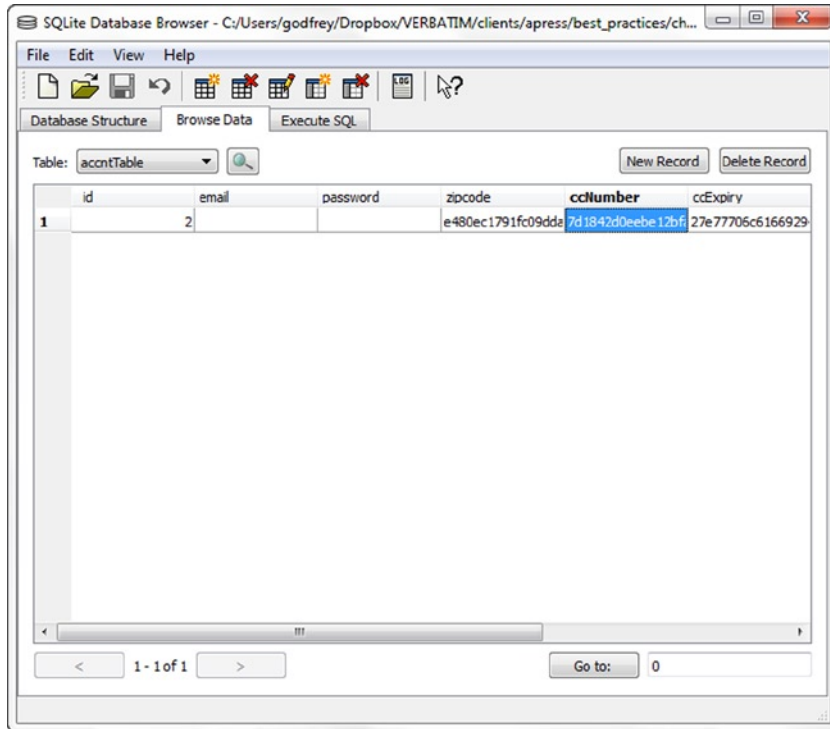 SQLite Database Browser - C:/Users/godfrey/Dropbox/VERBATIM/clients/apress/best_practices/ch...
File Edit View Help
LOG ?
Database Structure Browse Data Execute SQL
Table: accntTable New Record Delete Record
id email password zipcode ccNumber ccExpiry
1 2 e480ec1791fc09dda 7d1842d0eebe12bf 27e77706c6166929
< 1 - 1 of 1 > Go to: 0